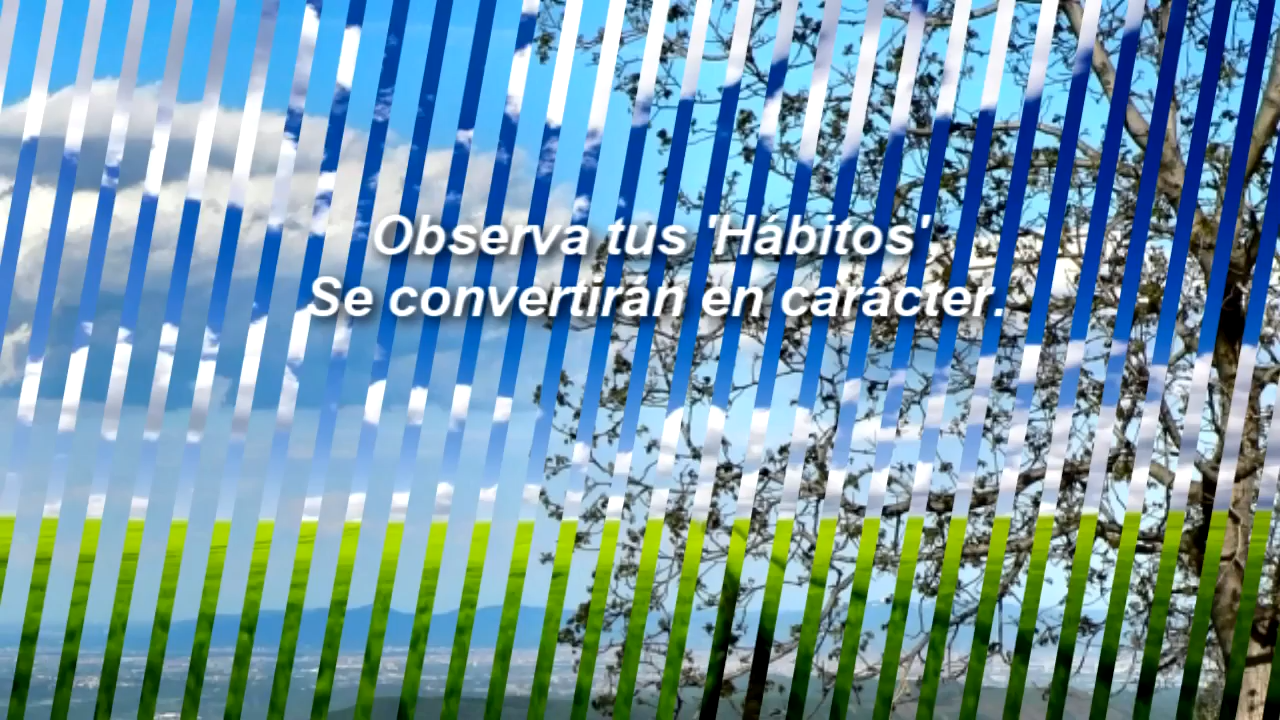 Observa tus 'Hábitos'.
Se convertirán en carácter.